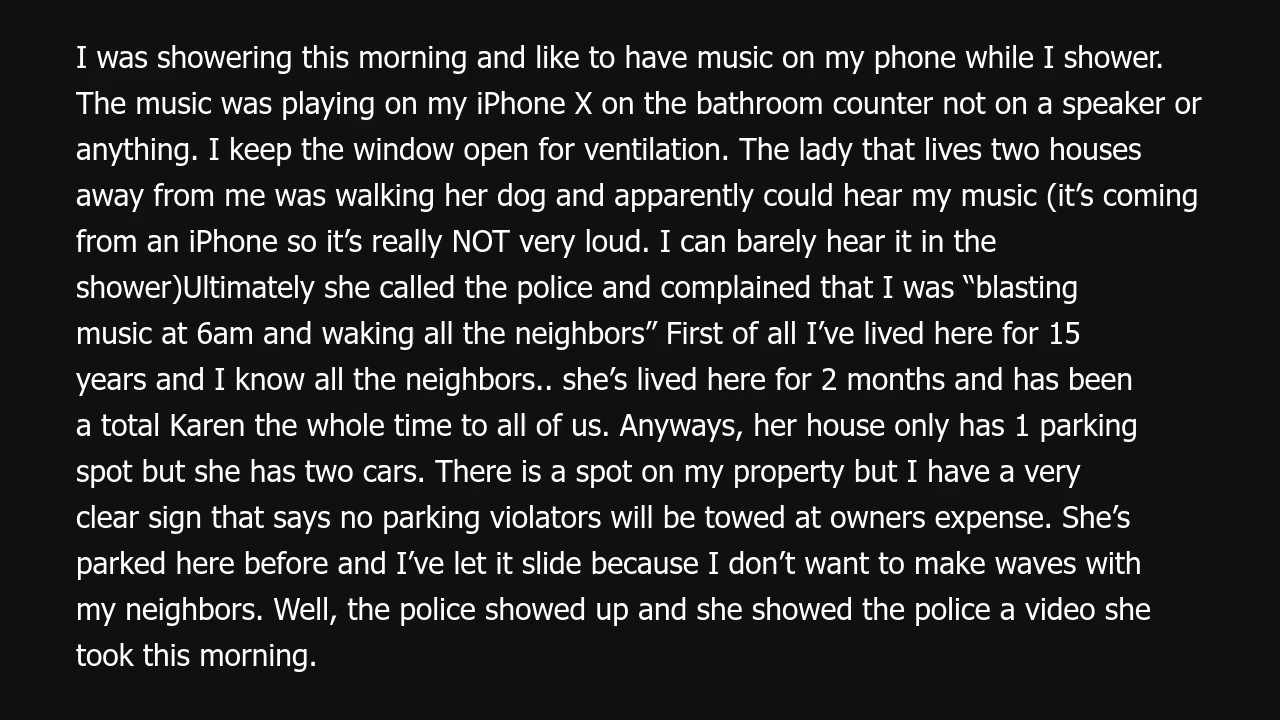 I was showering this morning and like to have music on my phone while I shower.
The music was playing on my iPhone X on the bathroom counter not on a speaker or
anything. I keep the window open for ventilation. The lady that lives two houses
away from me was walking her dog and apparently could hear my music (it’s coming
from an iPhone so it’s really NOT very loud. I can barely hear it in the
shower)Ultimately she called the police and complained that I was “blasting
music at 6am and waking all the neighbors” First of all I’ve lived here for 15
years and I know all the neighbors.. she’s lived here for 2 months and has been
a total Karen the whole time to all of us. Anyways, her house only has 1 parking
spot but she has two cars. There is a spot on my property but I have a very
clear sign that says no parking violators will be towed at owners expense. She’s
parked here before and I’ve let it slide because I don’t want to make waves with
my neighbors. Well, the police showed up and she showed the police a video she
took this morning.